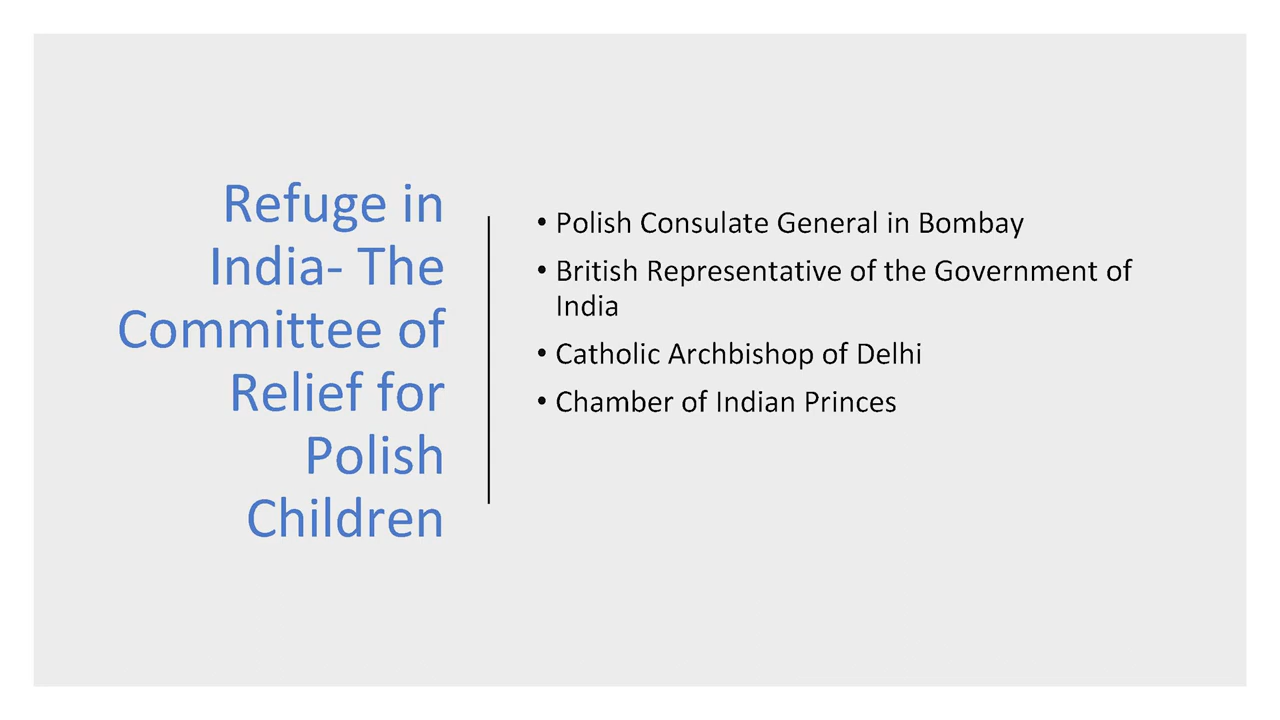 Refuge in
India- The
Committee of
Relief for
Polish
Children
• Polish Consulate General in Bombay
• British Representative of the Government of
India
• Catholic Archbishop of Delhi
• Chamber of Indian Princes